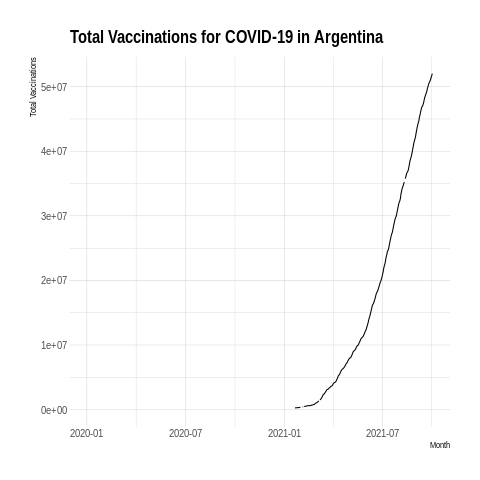 Total Vaccinations for COVID-19 in Argentina
Total Vaccinations
5e+07
4e+07
3e+07
2e+07
1e+07
0e+00
2020-01 2020-07 2021-01 2021-07
Month